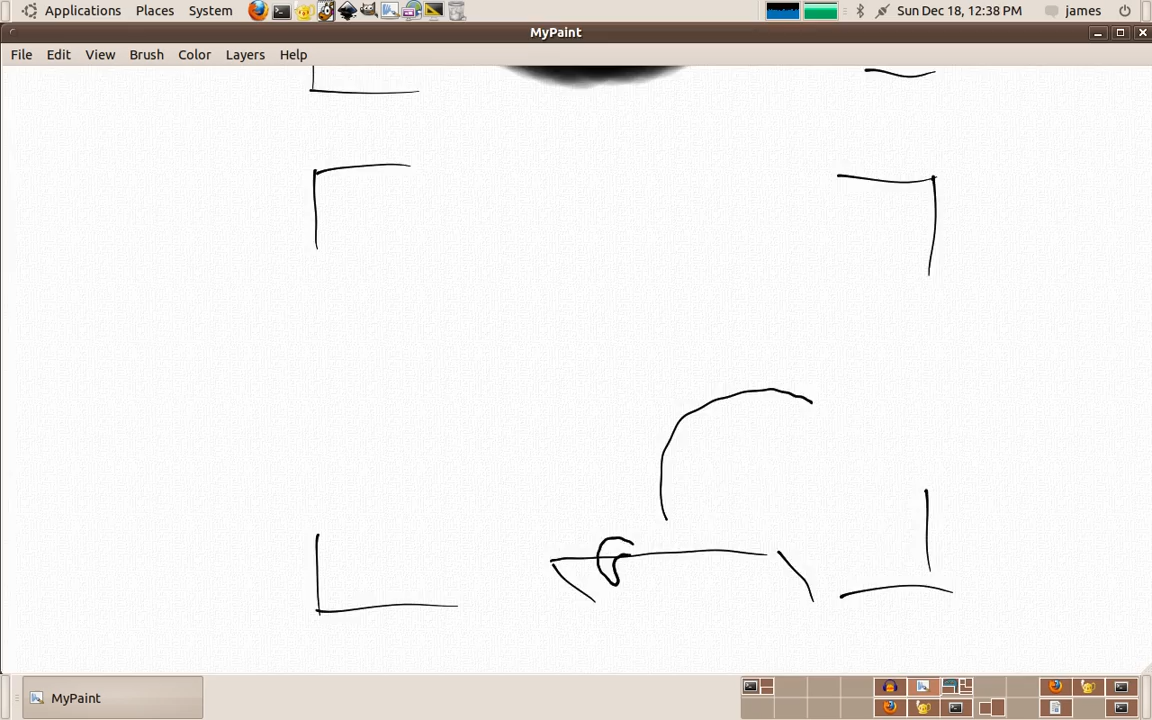 Applications Places System Sun Dec 18, 12:38 PM james
MyPaint
File Edit View Brush Color Layers Help
MyPaint